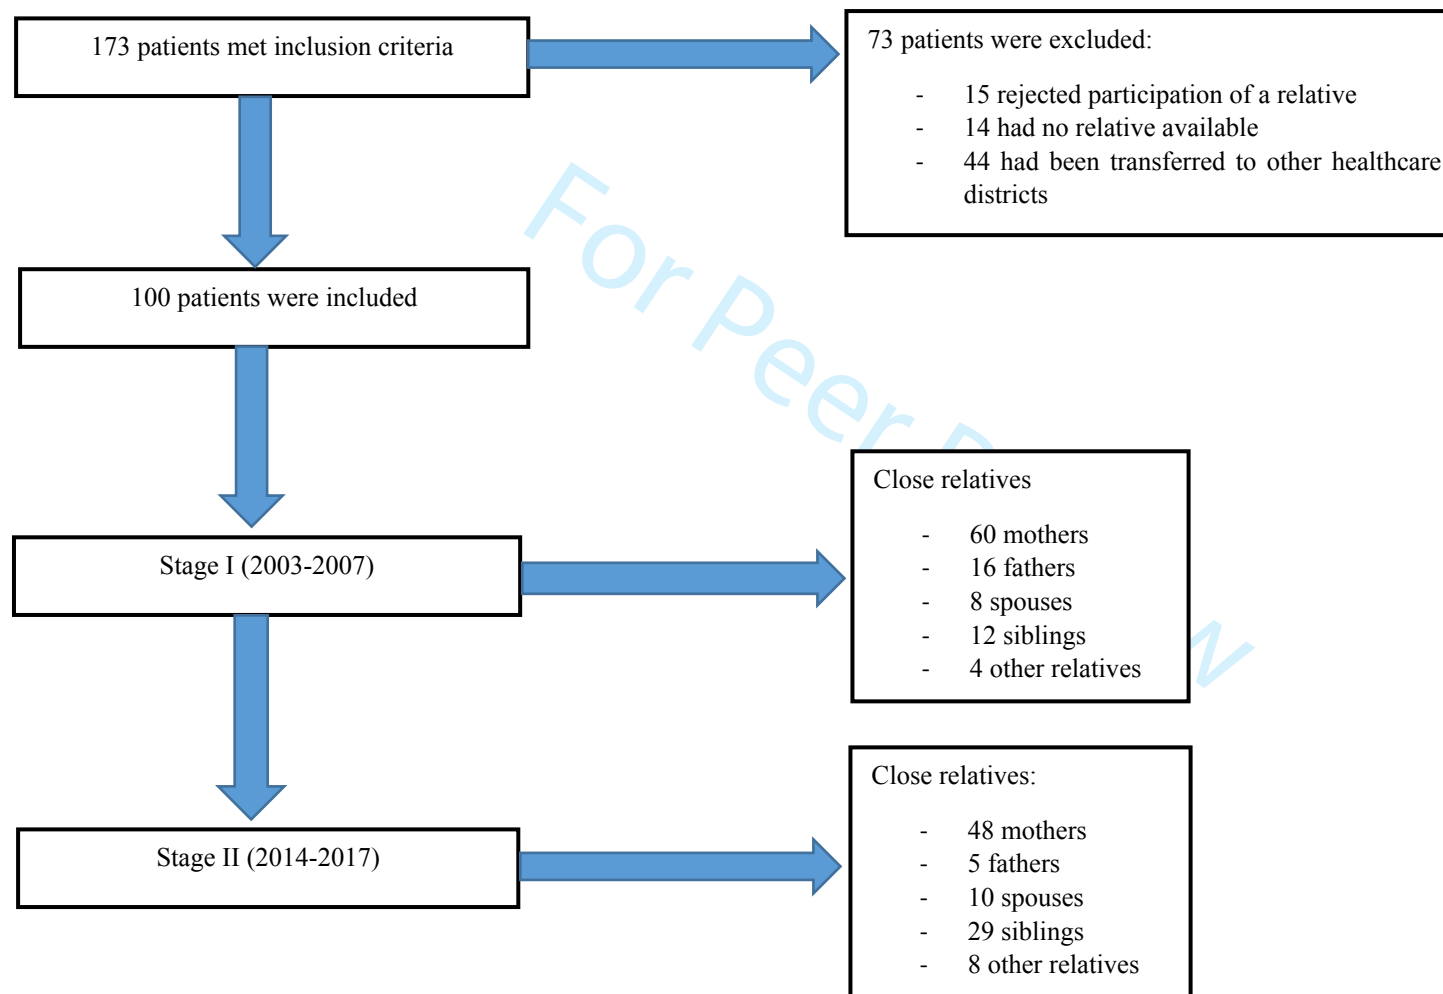 173 patients met inclusion criteria
73 patients were excluded:
- 15 rejected participation of a relative
- 14 had no relative available
- 44 had been transferred to other healthcare
districts
For Peer R w
100 patients were included
Close relatives
- 60 mothers
- 16 fathers
- 8 spouses
- 12 siblings
- 4 other relatives
Stage I (2003-2007)
Close relatives:
- 48 mothers
- 5 fathers
- 10 spouses
- 29 siblings
- 8 other relatives
Stage II (2014-2017)